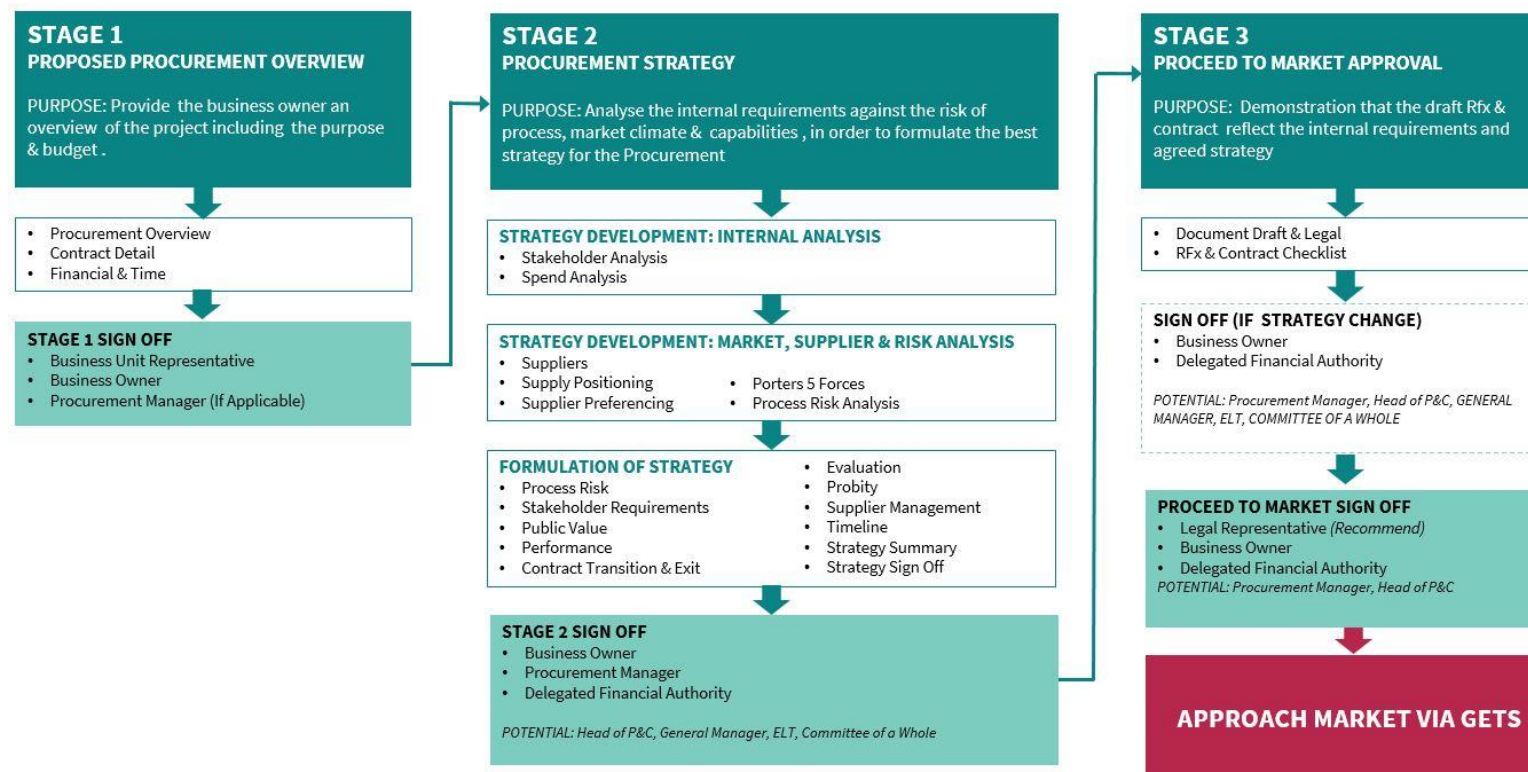 STAGE 1
PROPOSED PROCUREMENT OVERVIEW
PURPOSE: Provide the business owner an
overview of the project including the purpose
& budget .
• Procurement Overview
• Contract Detail
• Financial & Time
STAGE 1 SIGN OFF
• Business Unit Representative
• Business Owner
• Procurement Manager (If Applicable)
STAGE 2
PROCUREMENT STRATEGY
PURPOSE: Analyse the internal requirements against the risk of
process, market climate & capabilities , in order to formulate the best
strategy for the Procurement
STRATEGY DEVELOPMENT: INTERNAL ANALYSIS
• Stakeholder Analysis
• Spend Analysis
STRATEGY DEVELOPMENT: MARKET, SUPPLIER & RISK ANALYSIS
• Suppliers
• Supply Positioning
• Supplier Preferencing
• Porters 5 Forces
• Process Risk Analysis
FORMULATION OF STRATEGY
• Process Risk
• Stakeholder Requirements
• Public Value
• Performance
• Contract Transition & Exit
• Evaluation
• Probity
• Supplier Management
• Timeline
• Strategy Summary
• Strategy Sign Off
STAGE 2 SIGN OFF
• Business Owner
• Procurement Manager
• Delegated Financial Authority
POTENTIAL: Head of P&C, General Manager, ELT, Committee of a Whole
STAGE 3
PROCEED TO MARKET APPROVAL
PURPOSE: Demonstration that the draft Rfx &
contract reflect the internal requirements and
agreed strategy
• Document Draft & Legal
• RFx & Contract Checklist
SIGN OFF (IF STRATEGY CHANGE)
• Business Owner
• Delegated Financial Authority
POTENTIAL: Procurement Manager, Head of P&C, GENERAL
MANAGER, ELT, COMMITTEE OF A WHOLE
PROCEED TO MARKET SIGN OFF
• Legal Representative (Recommend)
• Business Owner
• Delegated Financial Authority
POTENTIAL: Procurement Manager, Head of P&C
APPROACH MARKET VIA GETS